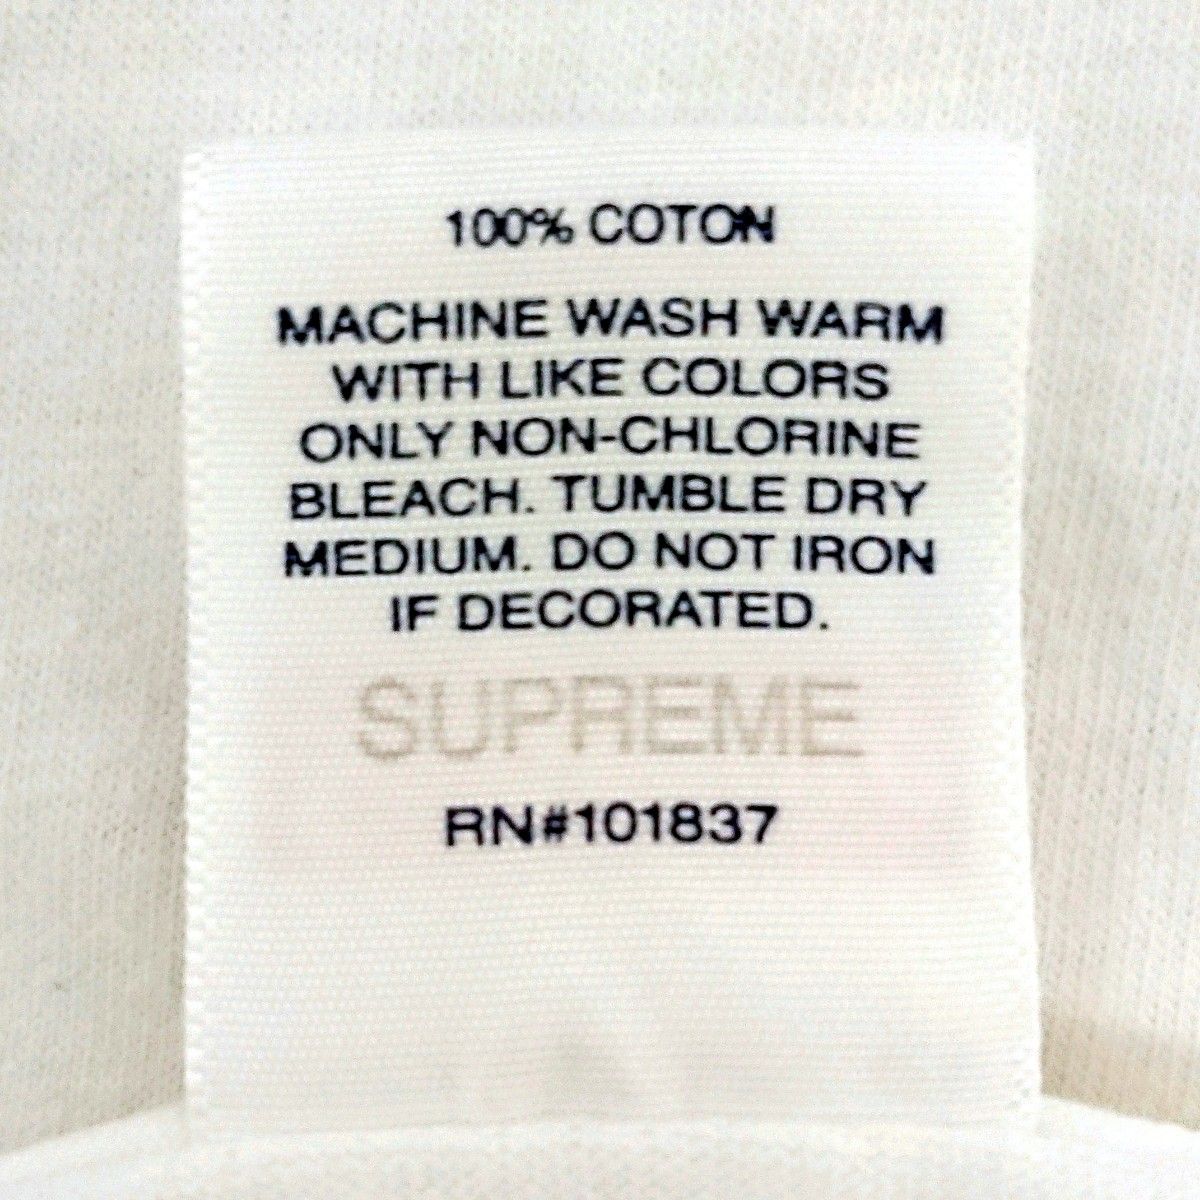 100% COTON
MACHINE WASH WARM
WITH LIKE COLORS
ONLY NON-CHLORINE
BLEACH. TUMBLE DRY
MEDIUM. DO NOT IRON
IF DECORATED.
SUPREME
RN#101837